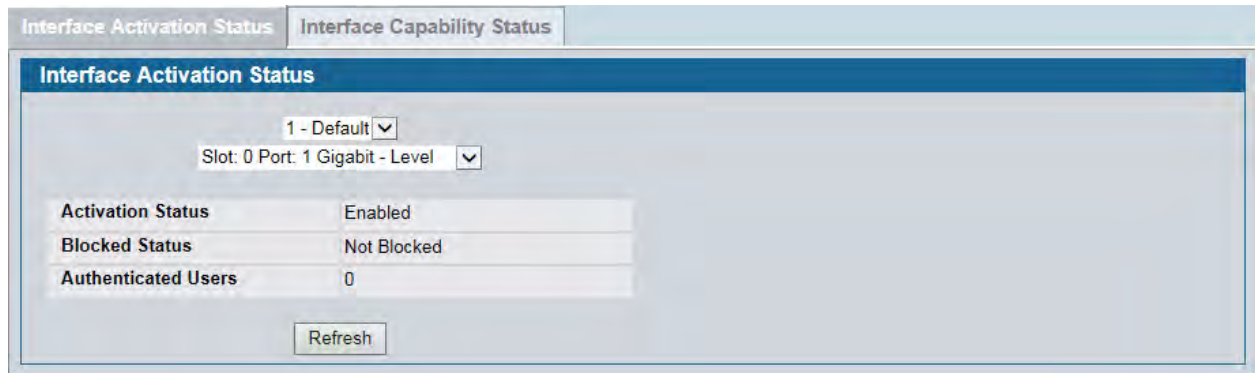 Interface Activation Status Interface Capability Status
Interface Activation Status
1 - Default
Slot: 0 Port: 1 Gigabit - Level
Activation Status Enabled
Blocked Status Not Blocked
Authenticated Users 0
Refresh